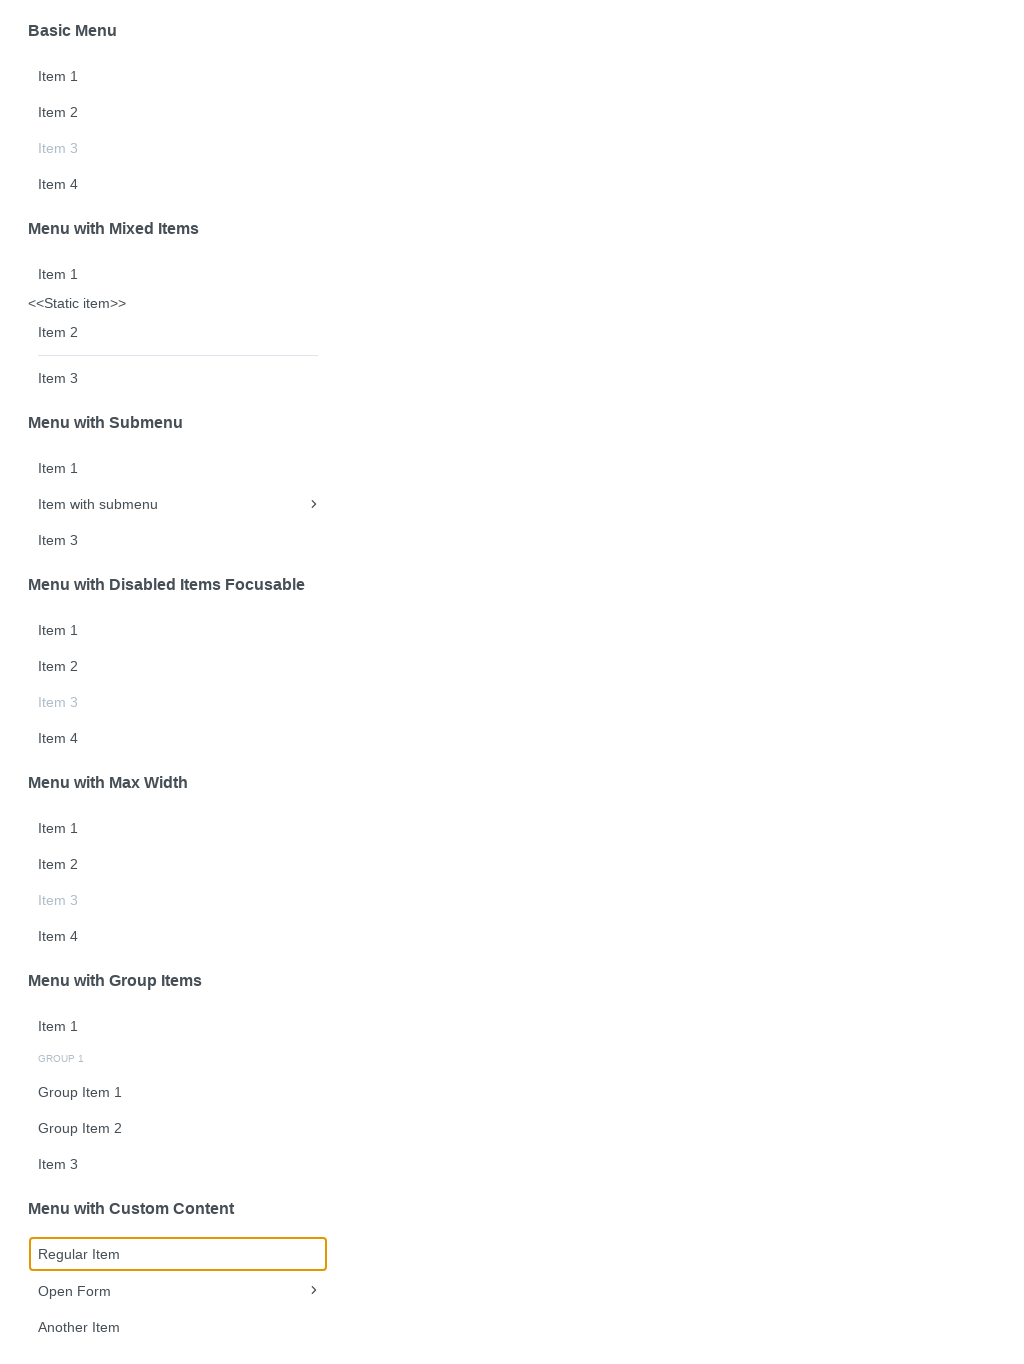 Basic Menu
Item 1
Item 2
Item 3
Item 4
Menu with Mixed Items
Item 1
<<Static item>>
Item 2
Item 3
Menu with Submenu
Item 1
Item with submenu
Item 3
Menu with Disabled Items Focusable
Item 1
Item 2
Item 3
Item 4
Menu with Max Width
Item 1
Item 2
Item 3
Item 4
Menu with Group Items
Item 1
GROUP 1
Group Item 1
Group Item 2
Item 3
Menu with Custom Content
Regular Item
Open Form
Another Item